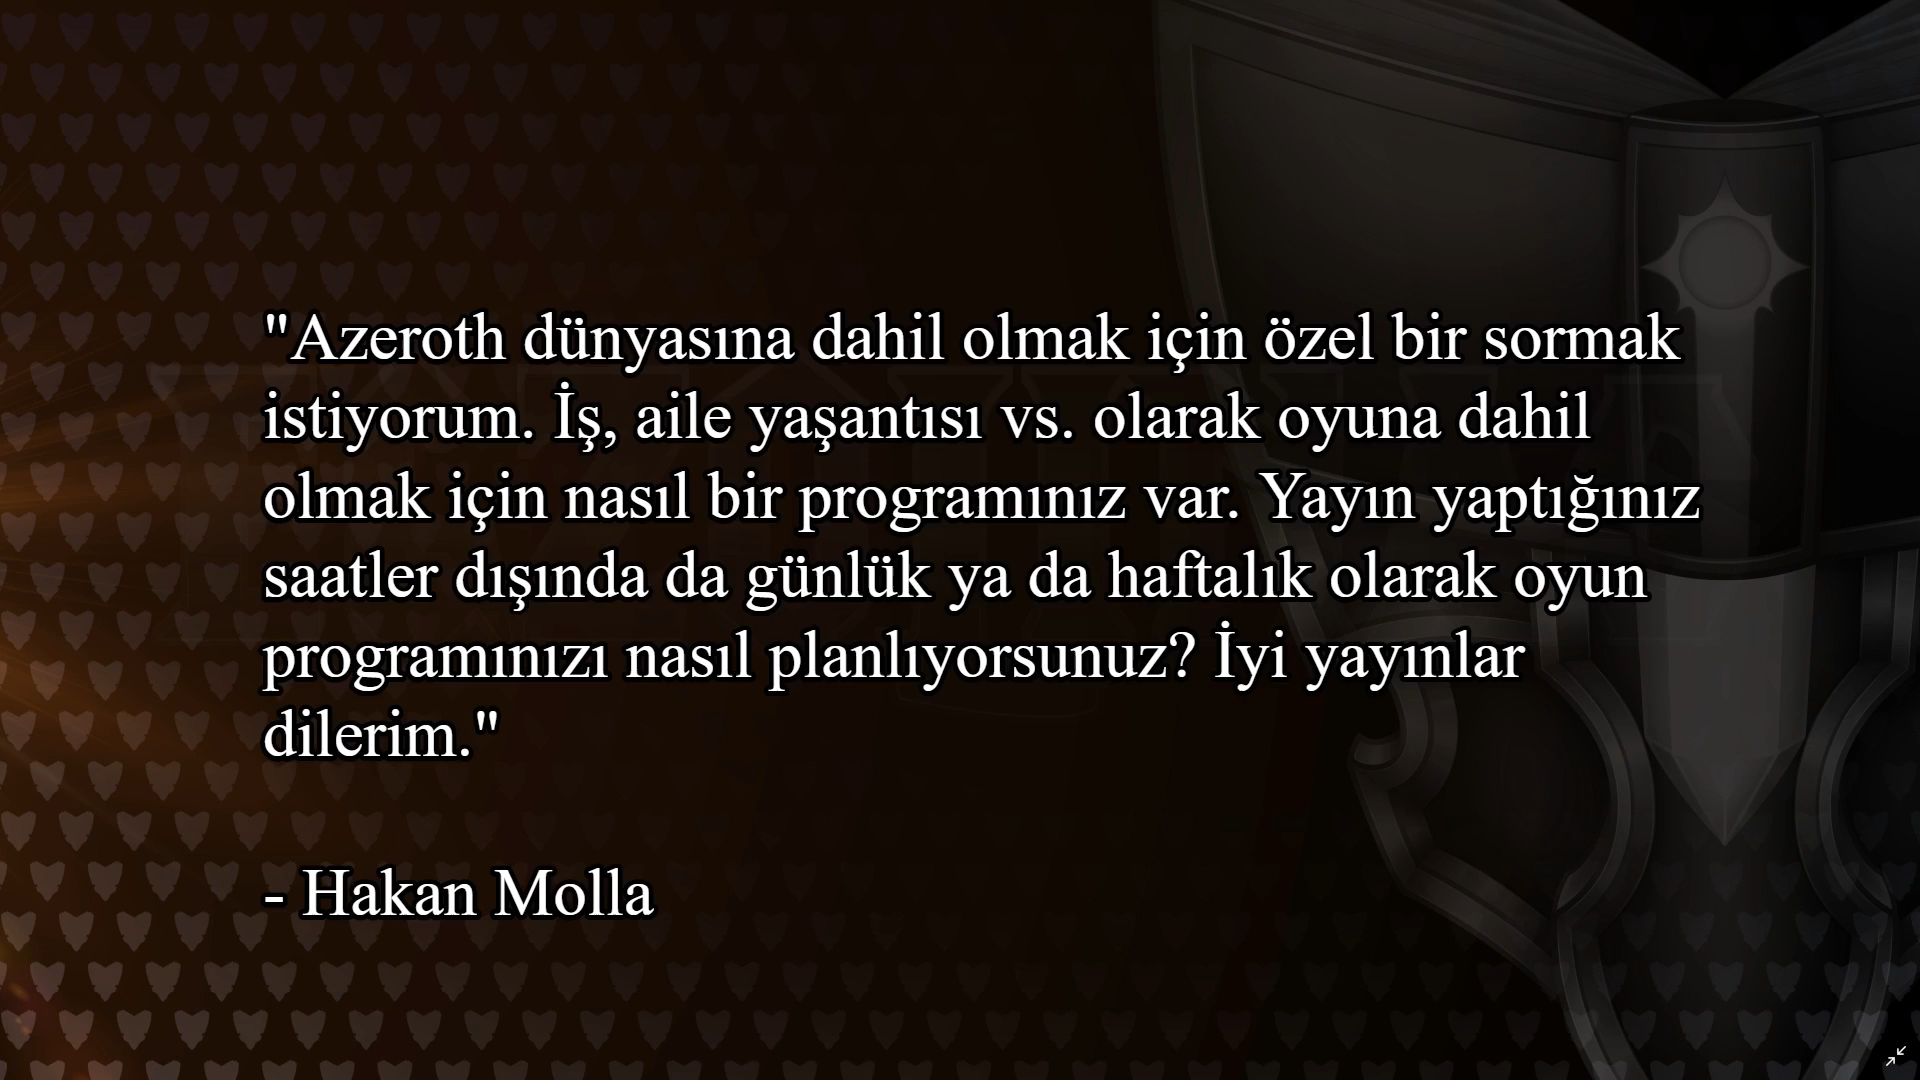 "Azeroth dünyasına dahil olmak için özel bir sormak
istiyorum. İş, aile yaşantısı vs. olarak oyuna dahil
olmak için nasıl bir programınız var. Yayın yaptığınız
saatler dışında da günlük ya da haftalık olarak oyun
programınızı nasıl planlıyorsunuz? İyi yayınlar
dilerim."
- Hakan Molla